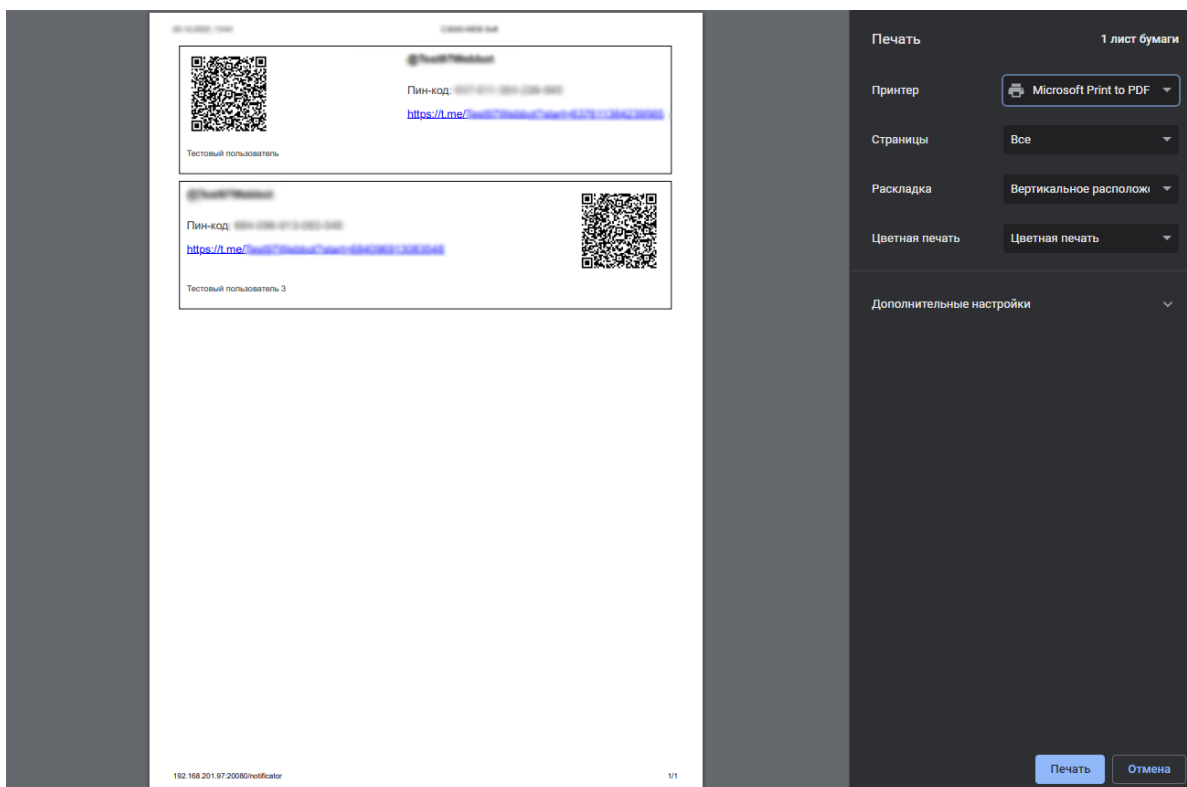 Пин-код:
https://t.me/
Тестовый пользователь
Пин-код:
https://t.me/
Тестовый пользователь 3
192.168.201.97:20080/notificator
1/1
Печать
1 лист бумаги
Принтер
Microsoft Print to PDF
Страницы
Все
Раскладка
Вертикальное располож
Цветная печать
Цветная печать
Дополнительные настройки
Печать
Отмена